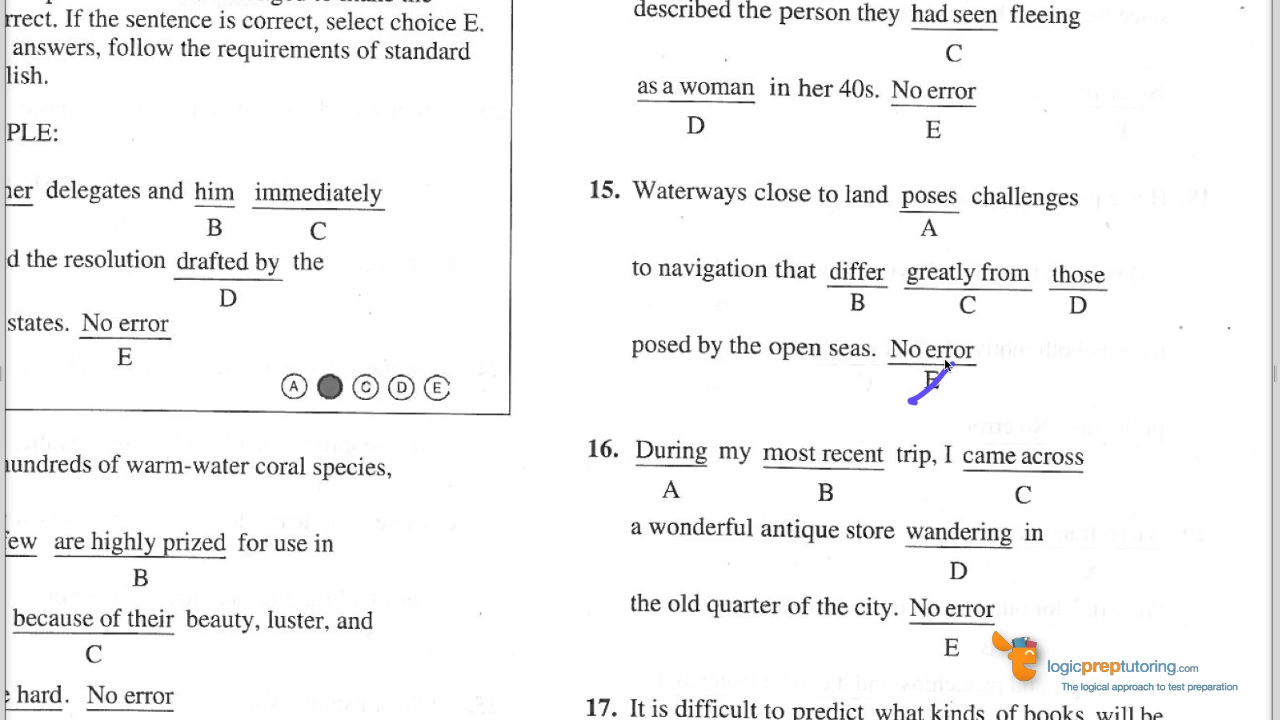 rrect. If the sentence is correct, select choice E.
answers, follow the requirements of standard
lish.
PLE:
ner delegates and him immediately
B C
d the resolution drafted by the
D
states. No error
E
A C D E
hundreds of warm-water coral species,
few are highly prized for use in
B
because of their beauty, luster, and
C
hard. No error
described the person they had seen fleeing
C
as a woman in her 40s. No error
D E
15. Waterways close to land poses challenges
A
to navigation that differ greatly from those
B C D
posed by the open seas. No error
E
16. During my most recent trip, I came across
A B C
a wonderful antique store wandering in
D
the old quarter of the city. No error
E
17. It is difficult to predict what kinds of books will be
logicpreptutoring.com
The logical approach to test preparation